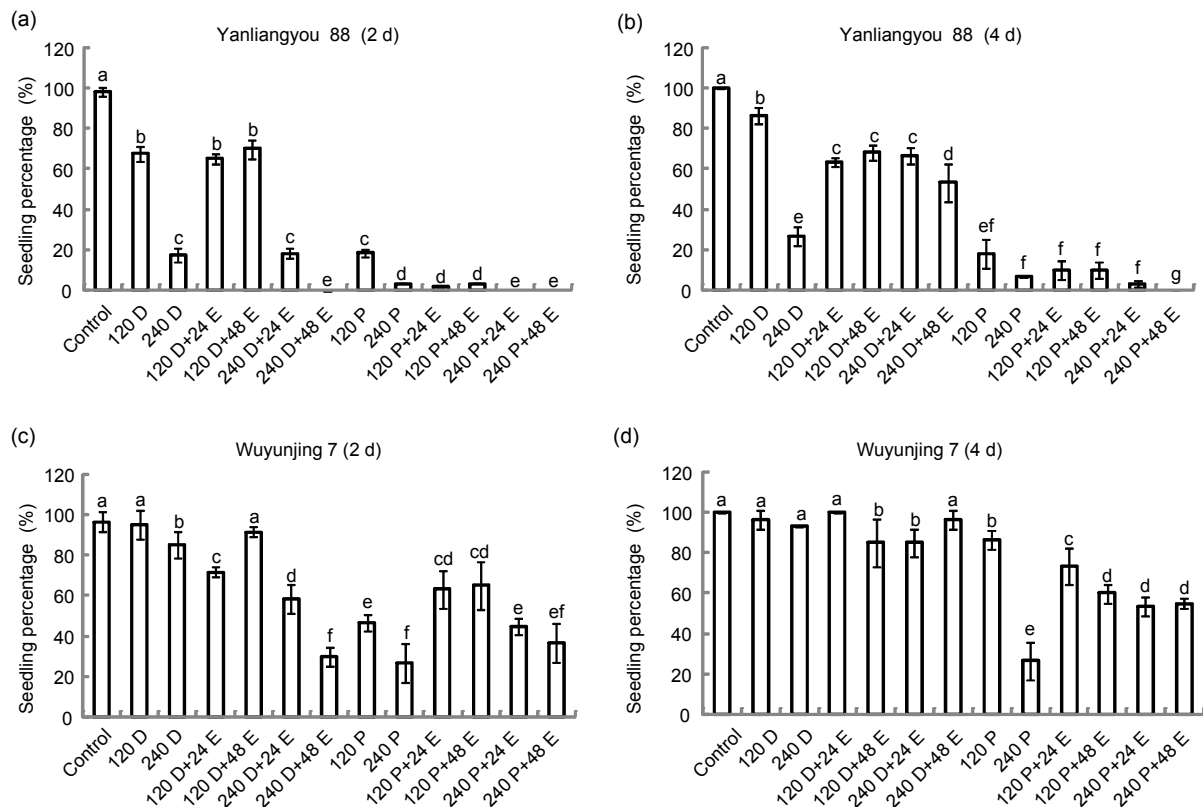 (a)
Yanliangyou 88 (2 d)
Seedling percentage (%)
120
100
80
60
40
20
0
a
b
c
b
b
c
e
c
d
d
d
e
e
Control
120 D
240 D
120 D+24 E
120 D+48 E
240 D+24 E
240 D+48 E
120 P
240 P
120 P+24 E
120 P+48 E
240 P+24 E
240 P+48 E
(b)
Yanliangyou 88 (4 d)
Seedling percentage (%)
120
100
80
60
40
20
0
a
b
e
c
c
c
d
ef
f
f
f
f
g
Control
120 D
240 D
120 D+24 E
120 D+48 E
240 D+24 E
240 D+48 E
120 P
240 P
120 P+24 E
120 P+48 E
240 P+24 E
240 P+48 E
(c)
Wuyunjing 7 (2 d)
Seedling percentage (%)
120
100
80
60
40
20
0
a
a
b
c
a
d
f
e
f
cd
cd
e
ef
Control
120 D
240 D
120 D+24 E
120 D+48 E
240 D+24 E
240 D+48 E
120 P
240 P
120 P+24 E
120 P+48 E
240 P+24 E
240 P+48 E
(d)
Wuyunjing 7 (4 d)
Seedling percentage (%)
120
100
80
60
40
20
0
a
a
a
a
b
b
a
b
e
c
d
d
d
Control
120 D
240 D
120 D+24 E
120 D+48 E
240 D+24 E
240 D+48 E
120 P
240 P
120 P+24 E
120 P+48 E
240 P+24 E
240 P+48 E